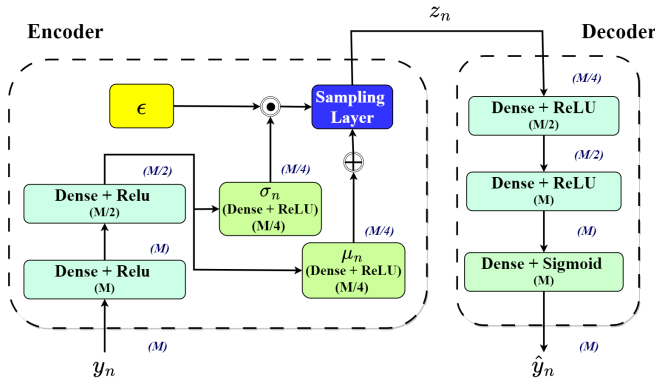 Encoder
z_n
Decoder
ϵ
Sampling
Layer
(M/4)
Dense + ReLU
(M/2)
(M/2)
Dense + Relu
(M/2)
(M/4)
σ_n
(Dense + ReLU)
(M/4)
(M/2)
Dense + ReLU
(M)
(M)
Dense + Relu
(M)
(M/4)
μ_n
(Dense + ReLU)
(M/4)
(M)
Dense + Sigmoid
(M)
y_n
(M)
ŷ_n
(M)